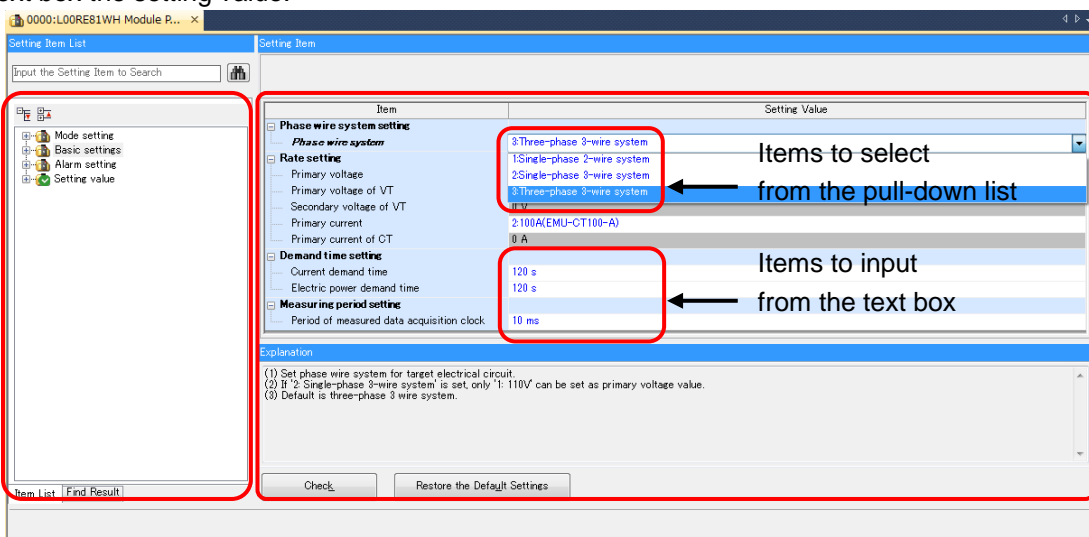 the setting value.
0000:L00RE81WH Module P... ×
Setting Item List
Setting Item
Input the Setting Item to Search
Item
Setting Value
Mode setting
Basic settings
Alarm setting
Setting value
Phase wire system setting
Phase wire system
3:Three-phase 3-wire system
Rate setting
1:Single-phase 2-wire system
Primary voltage
2:Single-phase 3-wire system
Primary voltage of VT
3:Three-phase 3-wire system
Secondary voltage of VT
0 V
Primary current
2:100A(EMU-CT100-A)
Primary current of CT
0 A
Demand time setting
Current demand time
120 s
Electric power demand time
120 s
Measuring period setting
Period of measured data acquisition clock
10 ms
Items to select
from the pull-down list
Items to input
from the text box
Explanation
(1) Set phase wire system for target electrical circuit.
(2) If '2: Single-phase 3-wire system' is set, only '1: 110V' can be set as primary voltage value.
(3) Default is three-phase 3 wire system.
Item List
Find Result
Check
Restore the Default Settings